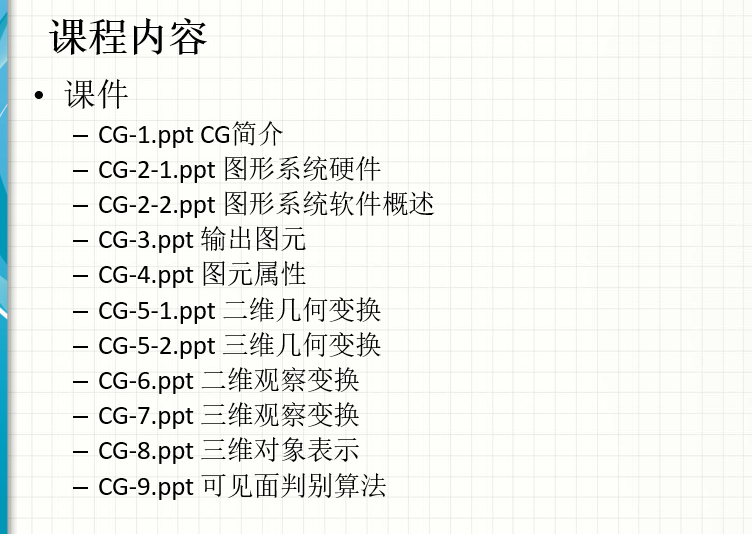 课程内容
• 课件
– CG-1.ppt CG简介
– CG-2-1.ppt 图形系统硬件
– CG-2-2.ppt 图形系统软件概述
– CG-3.ppt 输出图元
– CG-4.ppt 图元属性
– CG-5-1.ppt 二维几何变换
– CG-5-2.ppt 三维几何变换
– CG-6.ppt 二维观察变换
– CG-7.ppt 三维观察变换
– CG-8.ppt 三维对象表示
– CG-9.ppt 可见面判别算法